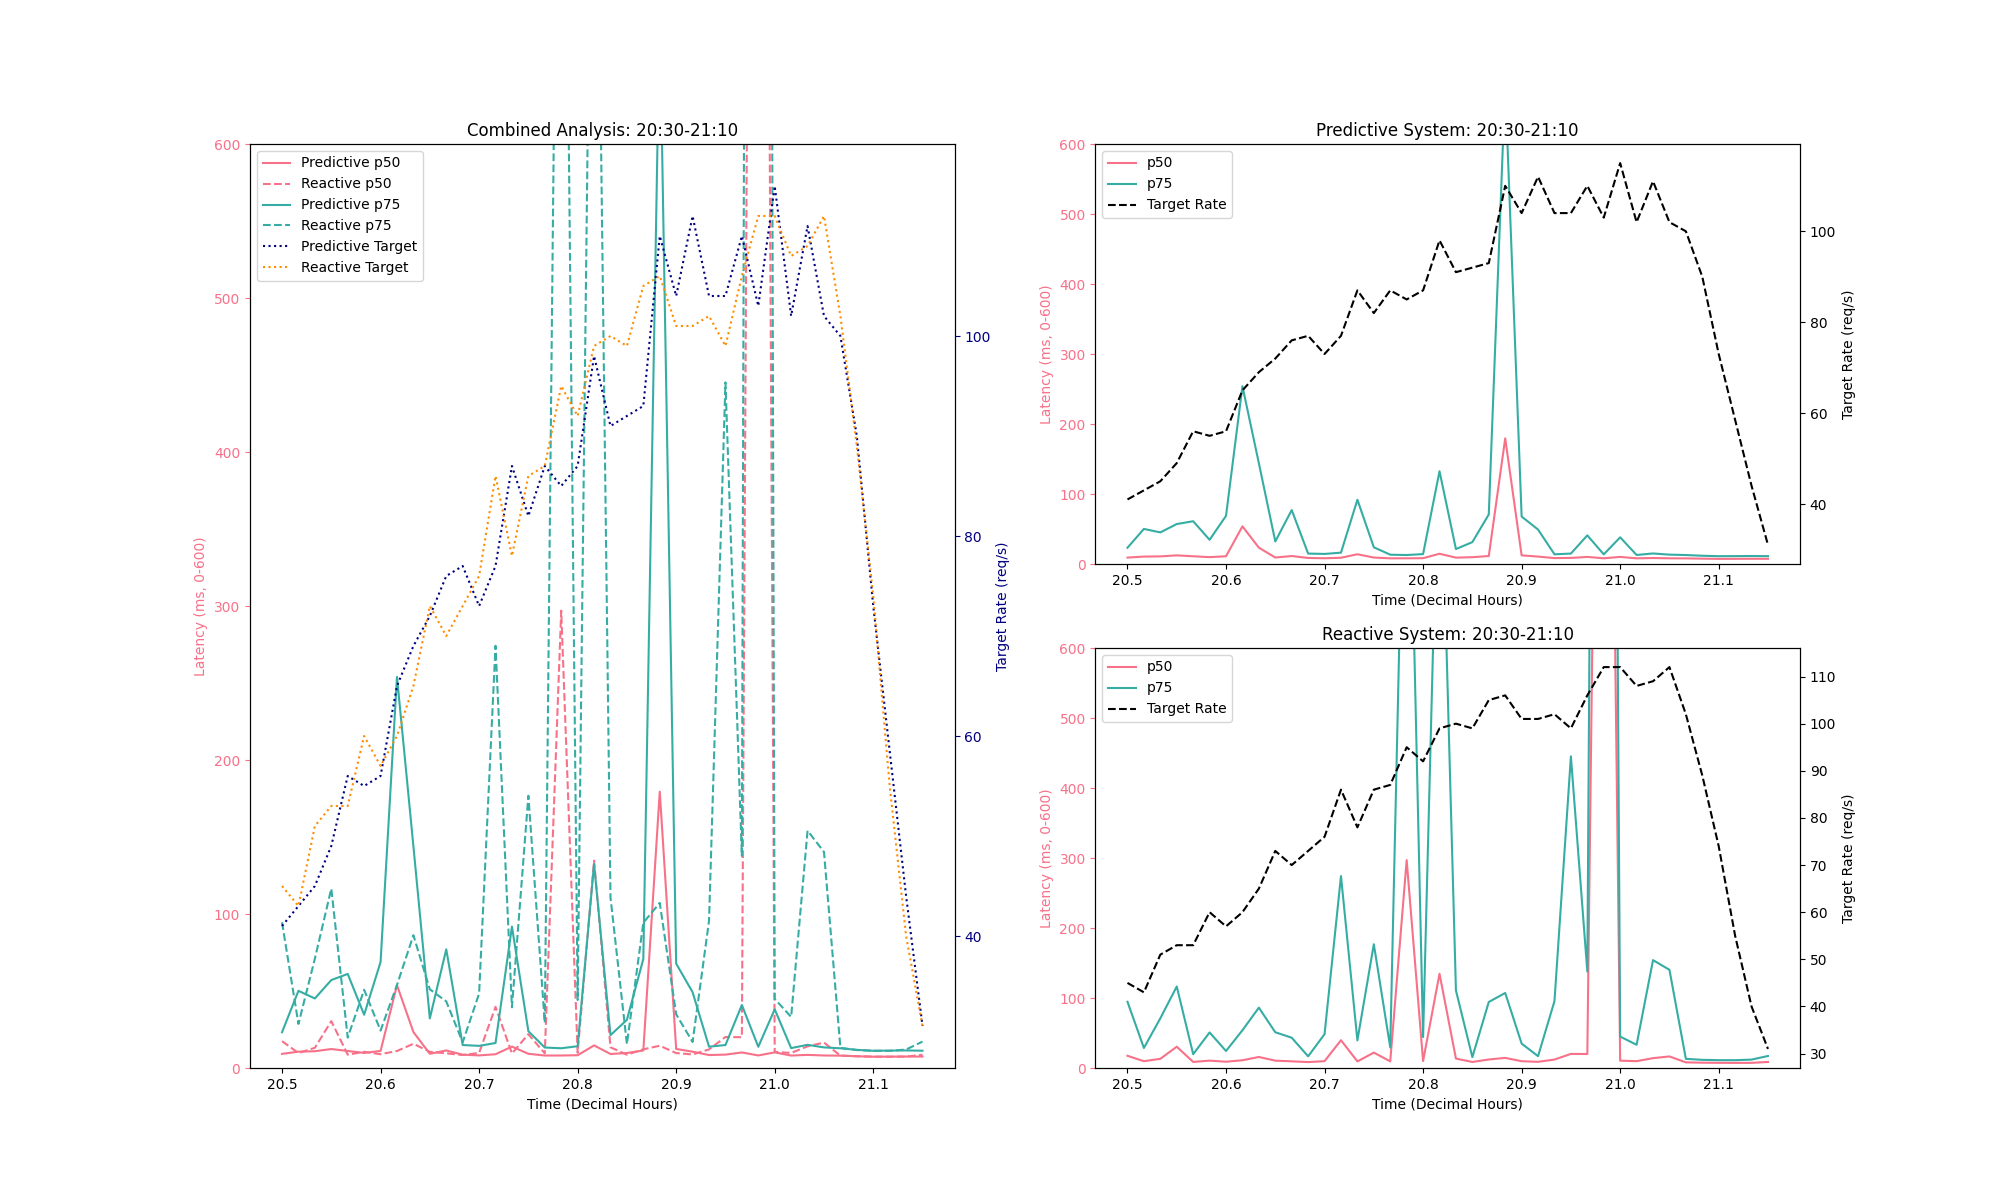 Combined Analysis: 20:30-21:10
Predictive p50
Reactive p50
Predictive p75
Reactive p75
Predictive Target
Reactive Target
600
500
400
300
200
100
0
Latency (ms, 0-600)
100
80
60
40
Target Rate (req/s)
20.5 20.6 20.7 20.8 20.9 21.0 21.1
Time (Decimal Hours)
Predictive System: 20:30-21:10
p50
p75
Target Rate
600
500
400
300
200
100
0
Latency (ms, 0-600)
100
80
60
40
Target Rate (req/s)
20.5 20.6 20.7 20.8 20.9 21.0 21.1
Time (Decimal Hours)
Reactive System: 20:30-21:10
p50
p75
Target Rate
600
500
400
300
200
100
0
Latency (ms, 0-600)
110
100
90
80
70
60
50
40
30
Target Rate (req/s)
20.5 20.6 20.7 20.8 20.9 21.0 21.1
Time (Decimal Hours)